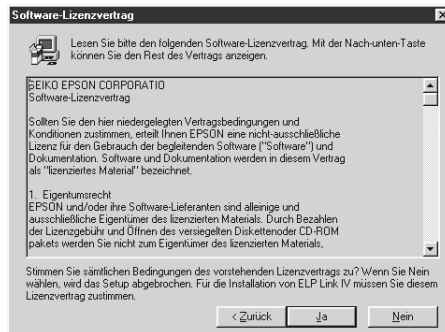 Software-Lizenzvertrag
Lesen Sie bitte den folgenden Software-Lizenzvertrag. Mit der Nach-unten-Taste
können Sie den Rest des Vertrags anzeigen.
SEIKO EPSON CORPORATIO
Software-Lizenzvertrag
Sollten Sie den hier niedergelegten Vertragsbedingungen und
Konditionen zustimmen, erteilt Ihnen EPSON eine nicht-ausschließliche
Lizenz für den Gebrauch der begleitenden Software ("Software") und
Dokumentation. Software und Dokumentation werden in diesem Vertrag
als "lizenziertes Material" bezeichnet.
1. Eigentumsrecht
EPSON und/oder ihre Software-Lieferanten sind alleinige und
ausschließliche Eigentümer des lizenzierten Materials. Durch Bezahlen
der Lizenzgebühr und Öffnen des versiegelten Diskettenoder CD-ROM
pakets werden Sie nicht zum Eigentümer des lizenzierten Materials,
Stimmen Sie sämtlichen Bedingungen des vorstehenden Lizenzvertrags zu? Wenn Sie Nein
wählen, wird das Setup abgebrochen. Für die Installation von ELP Link IV müssen Sie diesem
Lizenzvertrag zustimmen.
< Zurück Ja Nein